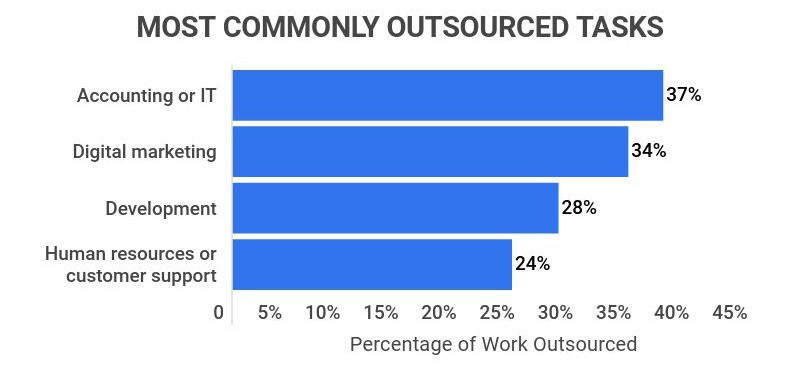 MOST COMMONLY OUTSOURCED TASKS
Accounting or IT
37%
Digital marketing
34%
Development
28%
Human resources or
customer support
24%
0 5% 10% 15% 20% 25% 30% 35% 40% 45%
Percentage of Work Outsourced